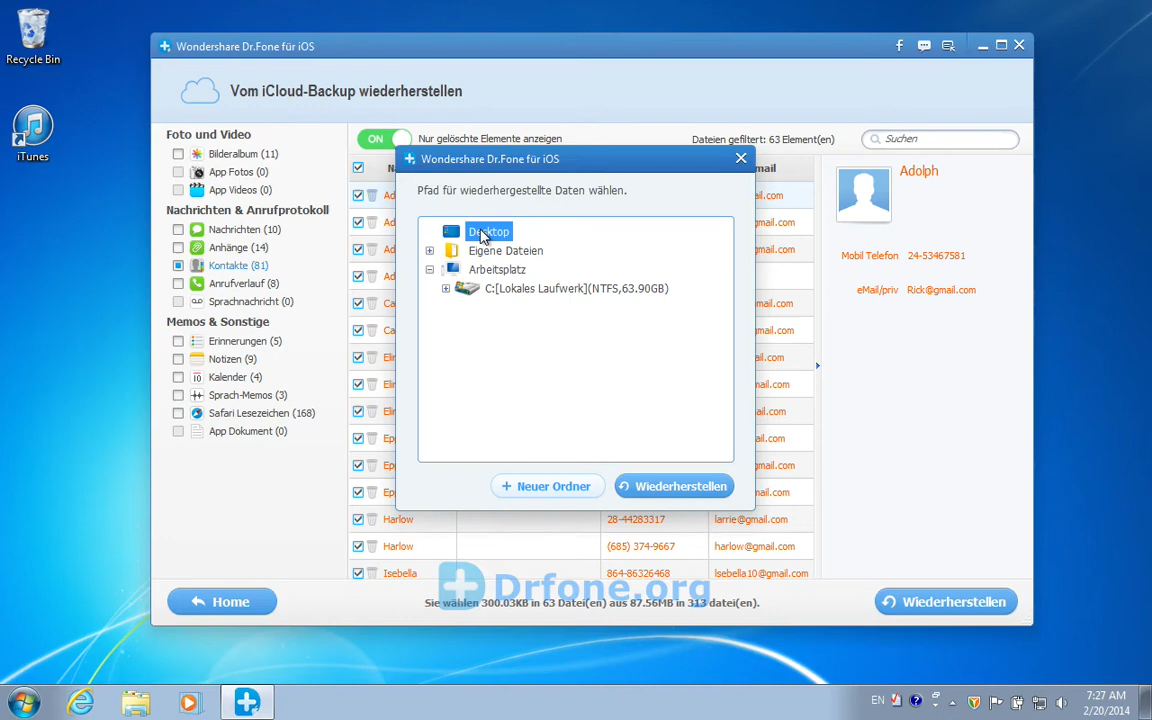 Recycle Bin
iTunes
Wondershare Dr.Fone für iOS
Vom iCloud-Backup wiederherstellen
Foto und Video
Bilderalbum (11)
App Fotos (0)
App Videos (0)
Nachrichten & Anrufprotokoll
Nachrichten (10)
Anhänge (14)
Kontakte (81)
Anrufverlauf (8)
Sprachnachricht (0)
Memos & Sonstige
Erinnerungen (5)
Notizen (9)
Kalender (4)
Sprach-Memos (3)
Safari Lesezeichen (168)
App Dokument (0)
ON
Nur gelöschte Elemente anzeigen
Dateien gefiltert: 63 Element(en)
Suchen
Wondershare Dr.Fone für iOS
Pfad für wiederhergestellte Daten wählen.
Desktop
Eigene Dateien
Arbeitsplatz
C:[Lokales Laufwerk](NTFS,63.90GB)
Neuer Ordner
Wiederherstellen
Harlow 28-44283317 larrie@gmail.com
Harlow (685) 374-9667 harlow@gmail.com
Isebella 864-86326468 Isebella10@gmail.com
Adolph
Mobil Telefon 24-53467581
eMail/priv Rick@gmail.com
Drfone.org
Home
Sie wählen 300.03KB in 63 Datei(en) aus 87.56MB in 313 datei(en).
Wiederherstellen
EN
7:27 AM
2/20/2014